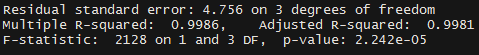 Residual standard error: 4.756 on 3 degrees of freedom
Multiple R-squared:  0.9986,    Adjusted R-squared:  0.9981
F-statistic:  2128 on 1 and 3 DF,  p-value: 2.242e-05